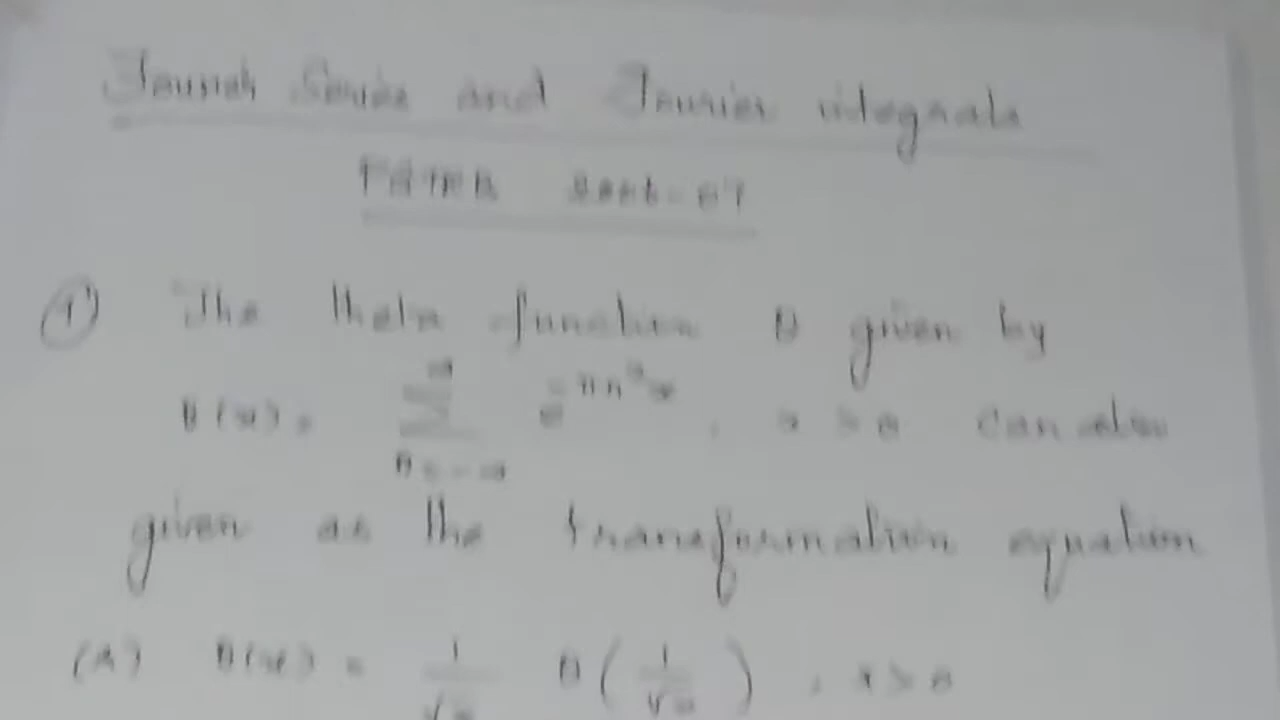 Fourier Series and Fourier integrals
① The theta function θ given by
θ(x) = ∑ n=-∞ ∞ e^-πn²x , x > 0 can also
given as the transformation equation
(A) θ(x) = 1/√x θ(1/√x) , x > 0